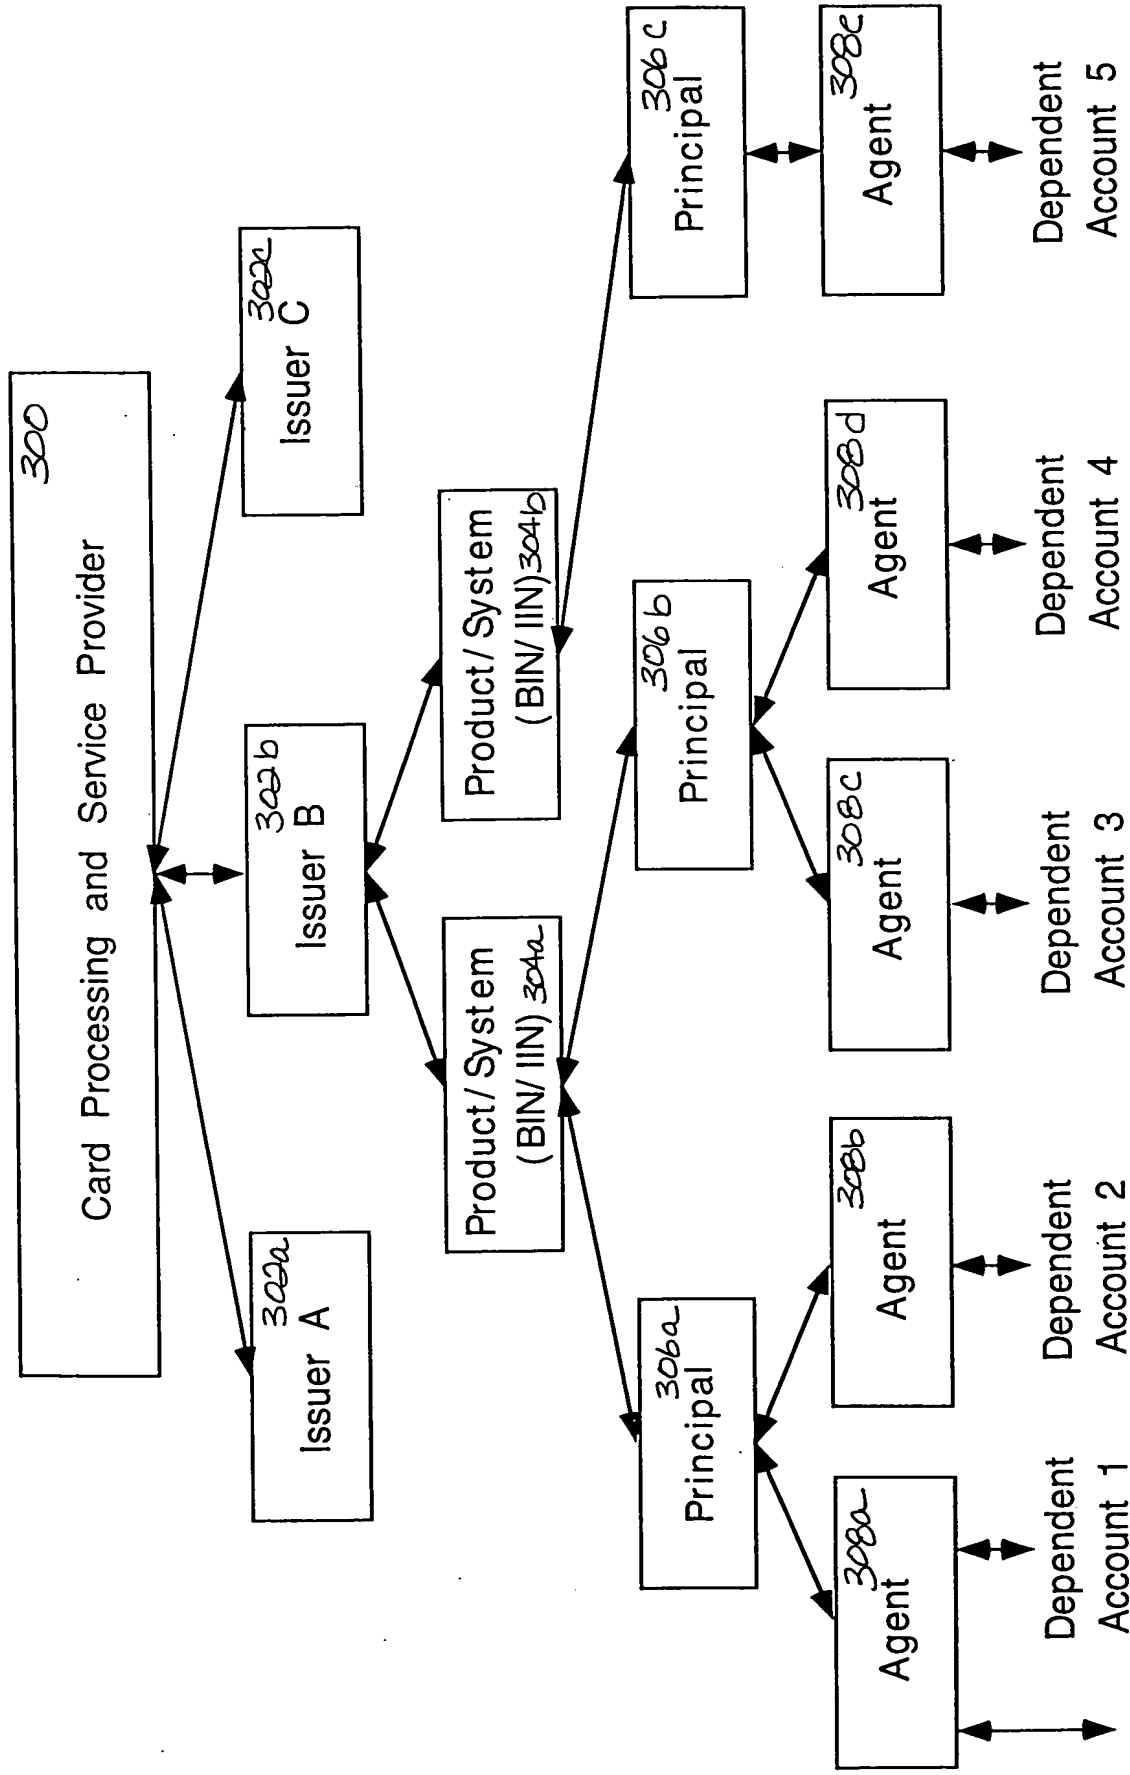 300
Card Processing and Service Provider
302a
Issuer A
302b
Issuer B
302c
Issuer C
Product/System
(BIN/IIN) 304a
Product/System
(BIN/IIN) 304b
306a
Principal
306b
Principal
306c
Principal
308a
Agent
308b
Agent
308c
Agent
308d
Agent
308e
Agent
Dependent
Account 1
Dependent
Account 2
Dependent
Account 3
Dependent
Account 4
Dependent
Account 5